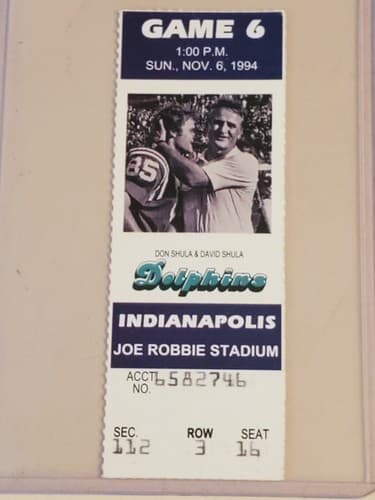 GAME 6
1:00 P.M.
SUN., NOV. 6, 1994
85
DON SHULA & DAVID SHULA
Dolphins
INDIANAPOLIS
JOE ROBBIE STADIUM
ACCT. 6582746
NO.
SEC. ROW SEAT
112 3 16